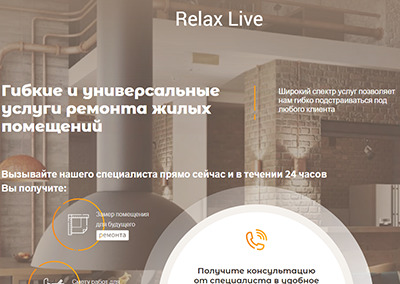 Relax Live
Гибкие и универсальные
услуги ремонта жилых
помещений
Широкий спектр услуг позволяет
нам гибко подстраиваться под
любого клиента
Вызывайте нашего специалиста прямо сейчас и в течении 24 часов
Вы получите:
Замер помещения
для будущего
ремонта
Смету работ для
Получите консультацию
от специалиста в удобное